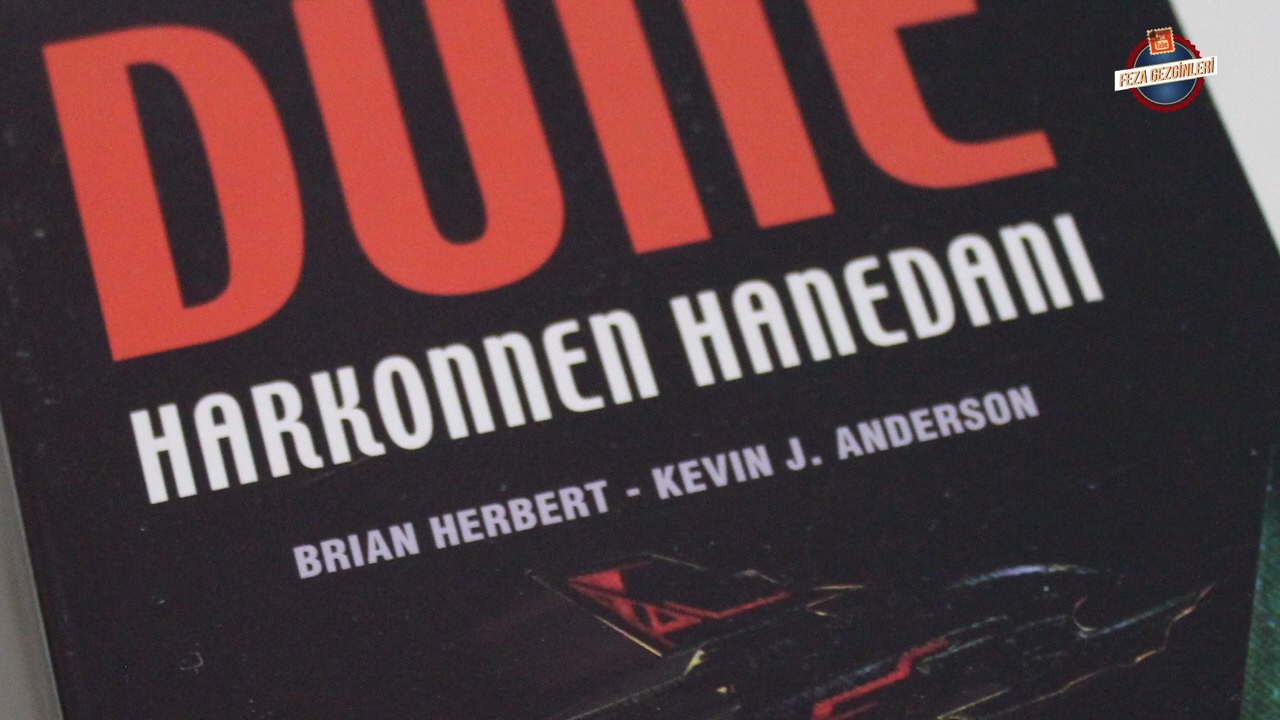 DUNE
HARKONNEN HANEDANI
BRIAN HERBERT - KEVIN J. ANDERSON
FEZA GEZGİNLERİ